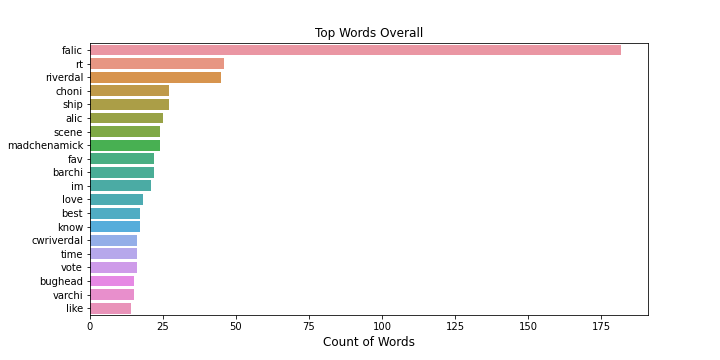 Top Words Overall
falic
rt
riverdal
choni
ship
alic
scene
madchenamick
fav
barchi
im
love
best
know
cwriverdal
time
vote
bughead
varchi
like
0 25 50 75 100 125 150 175
Count of Words